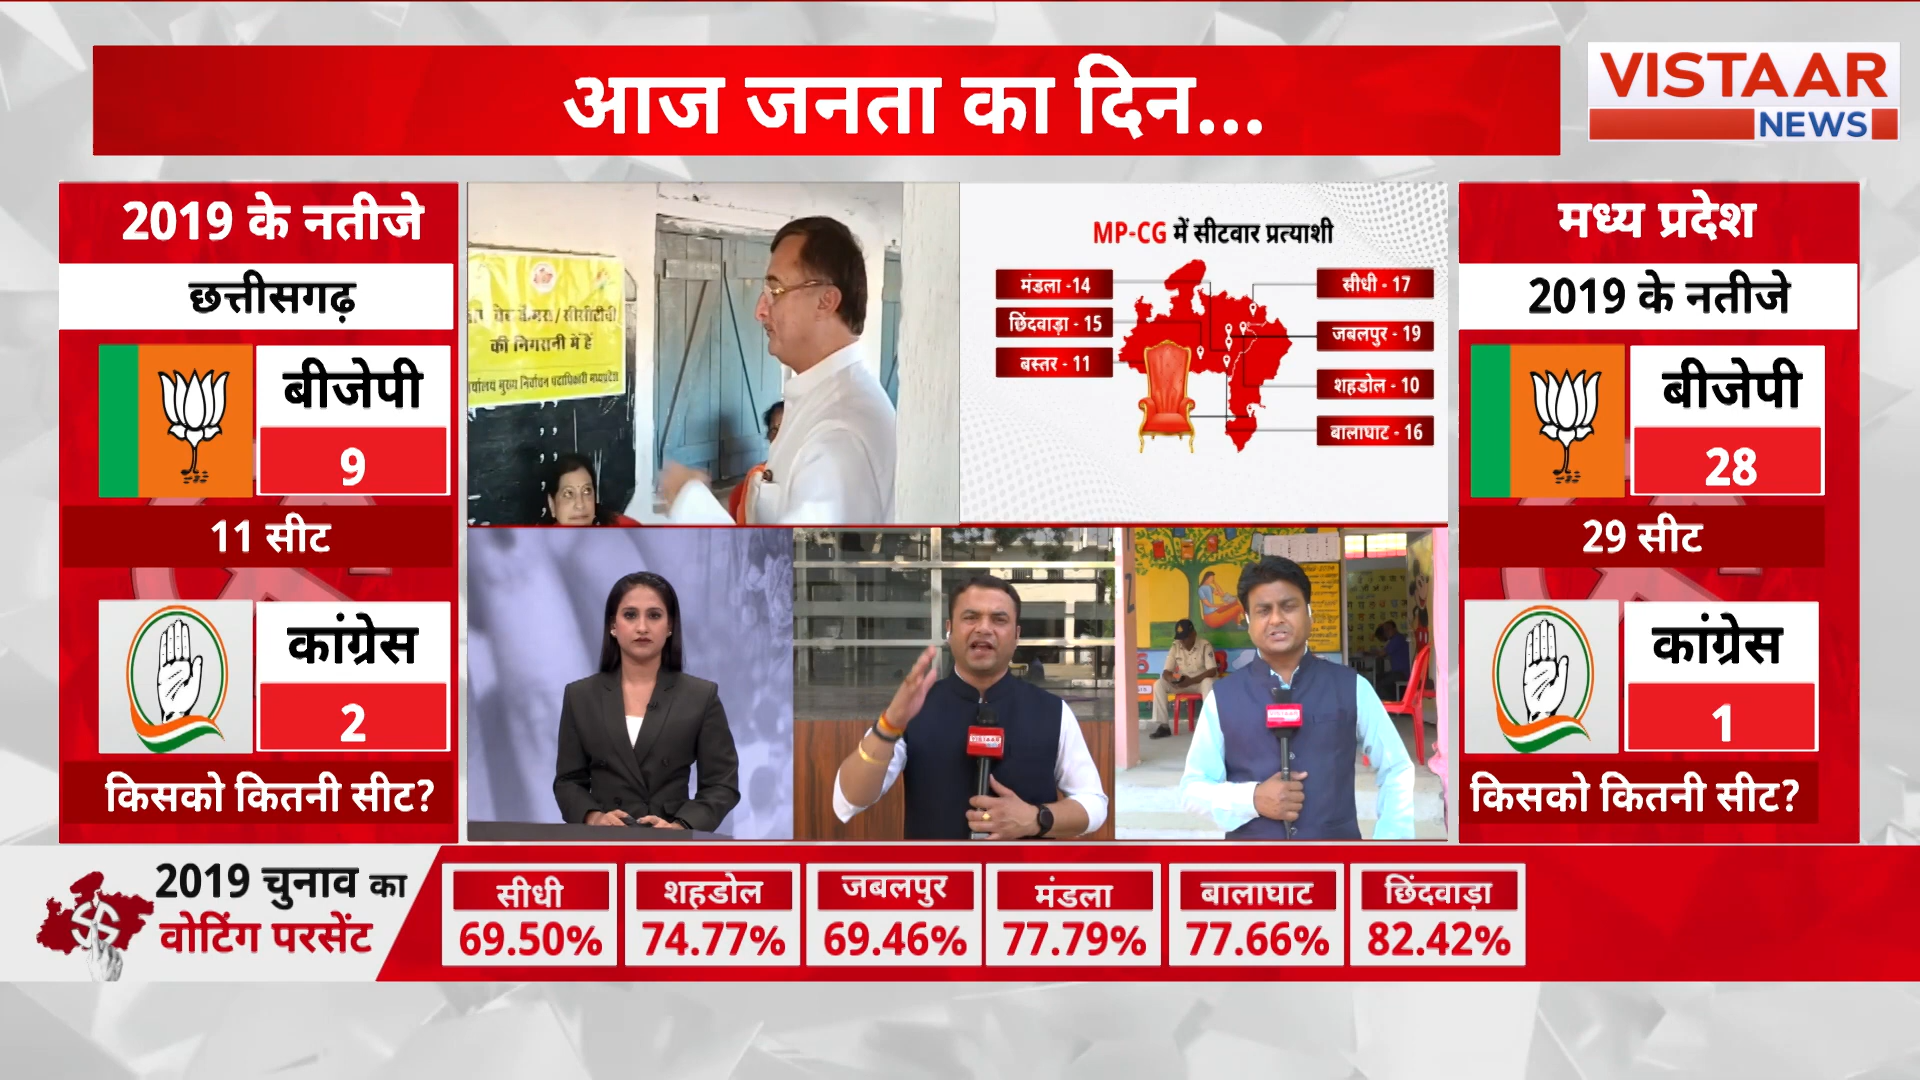 आज जनता का दिन...
VISTAAR
NEWS
2019 के नतीजे
छत्तीसगढ़
बीजेपी
9
11 सीट
कांग्रेस
2
किसको कितनी सीट?
की निगरानी में हैं
MP-CG में सीटवार प्रत्याशी
मंडला -14
छिंदवाड़ा - 15
बस्तर - 11
सीधी - 17
जबलपुर - 19
शहडोल - 10
बालाघाट - 16
VISTAAR
VISTAAR
मध्य प्रदेश
2019 के नतीजे
बीजेपी
28
29 सीट
कांग्रेस
1
किसको कितनी सीट?
2019 चुनाव का
वोटिंग परसेंट
सीधी
69.50%
शहडोल
74.77%
जबलपुर
69.46%
मंडला
77.79%
बालाघाट
77.66%
छिंदवाड़ा
82.42%